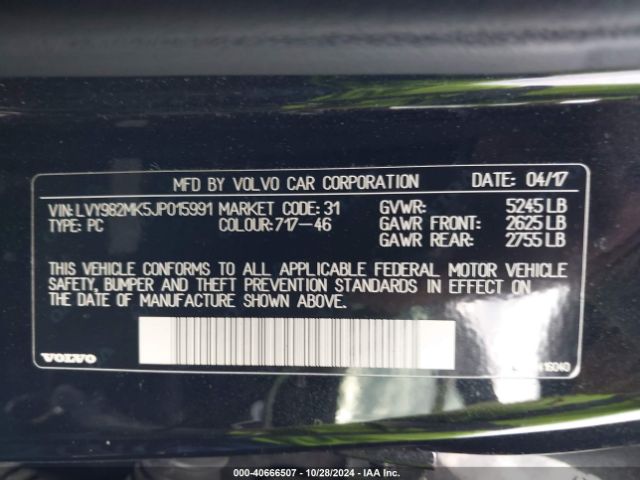 MFD BY VOLVO CAR CORPORATION DATE: 04/17
VIN:LVY982MK5JP015991 MARKET CODE: 31 GVWR: 5245 LB
TYPE: PC COLOUR:717-46 GAWR FRONT: 2625 LB
GAWR REAR: 2755 LB
THIS VEHICLE CONFORMS TO ALL APPLICABLE FEDERAL MOTOR VEHICLE
SAFETY, BUMPER AND THEFT PREVENTION STANDARDS IN EFFECT ON
THE DATE OF MANUFACTURE SHOWN ABOVE.
VOLVO
000-40666507 | 10/28/2024 | IAA Inc.